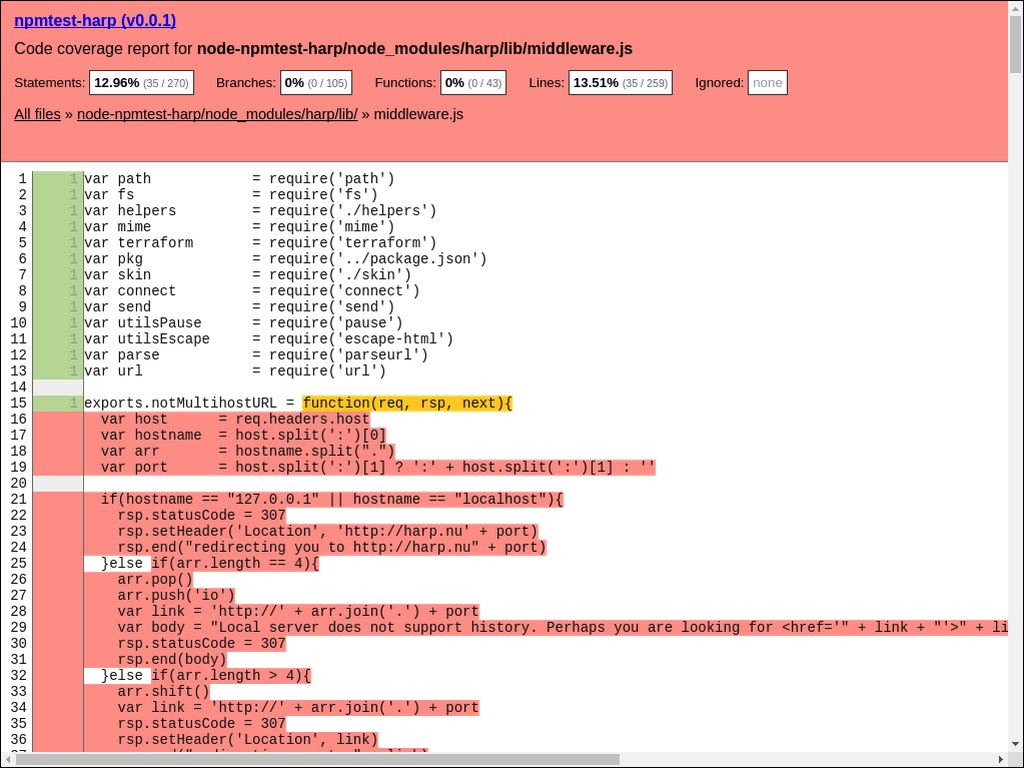 npmtest-harp (v0.0.1)
Code coverage report for node-npmtest-harp/node_modules/harp/lib/middleware.js
Statements: 12.96% (35 / 270) Branches: 0% (0 / 105) Functions: 0% (0 / 43) Lines: 13.51% (35 / 259) Ignored: none
All files » node-npmtest-harp/node_modules/harp/lib/ » middleware.js
1 1 var path            = require('path')
2 1 var fs              = require('fs')
3 1 var helpers         = require('./helpers')
4 1 var mime            = require('mime')
5 1 var terraform       = require('terraform')
6 1 var pkg             = require('../package.json')
7 1 var skin            = require('./skin')
8 1 var connect         = require('connect')
9 1 var send            = require('send')
10 1 var utilsPause      = require('pause')
11 1 var utilsEscape     = require('escape-html')
12 1 var parse           = require('parseurl')
13 1 var url             = require('url')
14
15 1 exports.notMultihostURL = function(req, rsp, next){
16   var host      = req.headers.host
17   var hostname  = host.split(':')[0]
18   var arr       = hostname.split(".")
19   var port      = host.split(':')[1] ? ':' + host.split(':')[1] : ''
20
21   if(hostname == "127.0.0.1" || hostname == "localhost"){
22     rsp.statusCode = 307
23     rsp.setHeader('Location', 'http://harp.nu' + port)
24     rsp.end("redirecting you to http://harp.nu" + port)
25   }else if(arr.length == 4){
26     arr.pop()
27     arr.push('io')
28     var link = 'http://' + arr.join('.') + port
29     var body = "Local server does not support history. Perhaps you are looking for <href='" + link + "'>" + li
30     rsp.statusCode = 307
31     rsp.end(body)
32   }else if(arr.length > 4){
33     arr.shift()
34     var link = 'http://' + arr.join('.') + port
35     rsp.statusCode = 307
36     rsp.setHeader('Location', link)